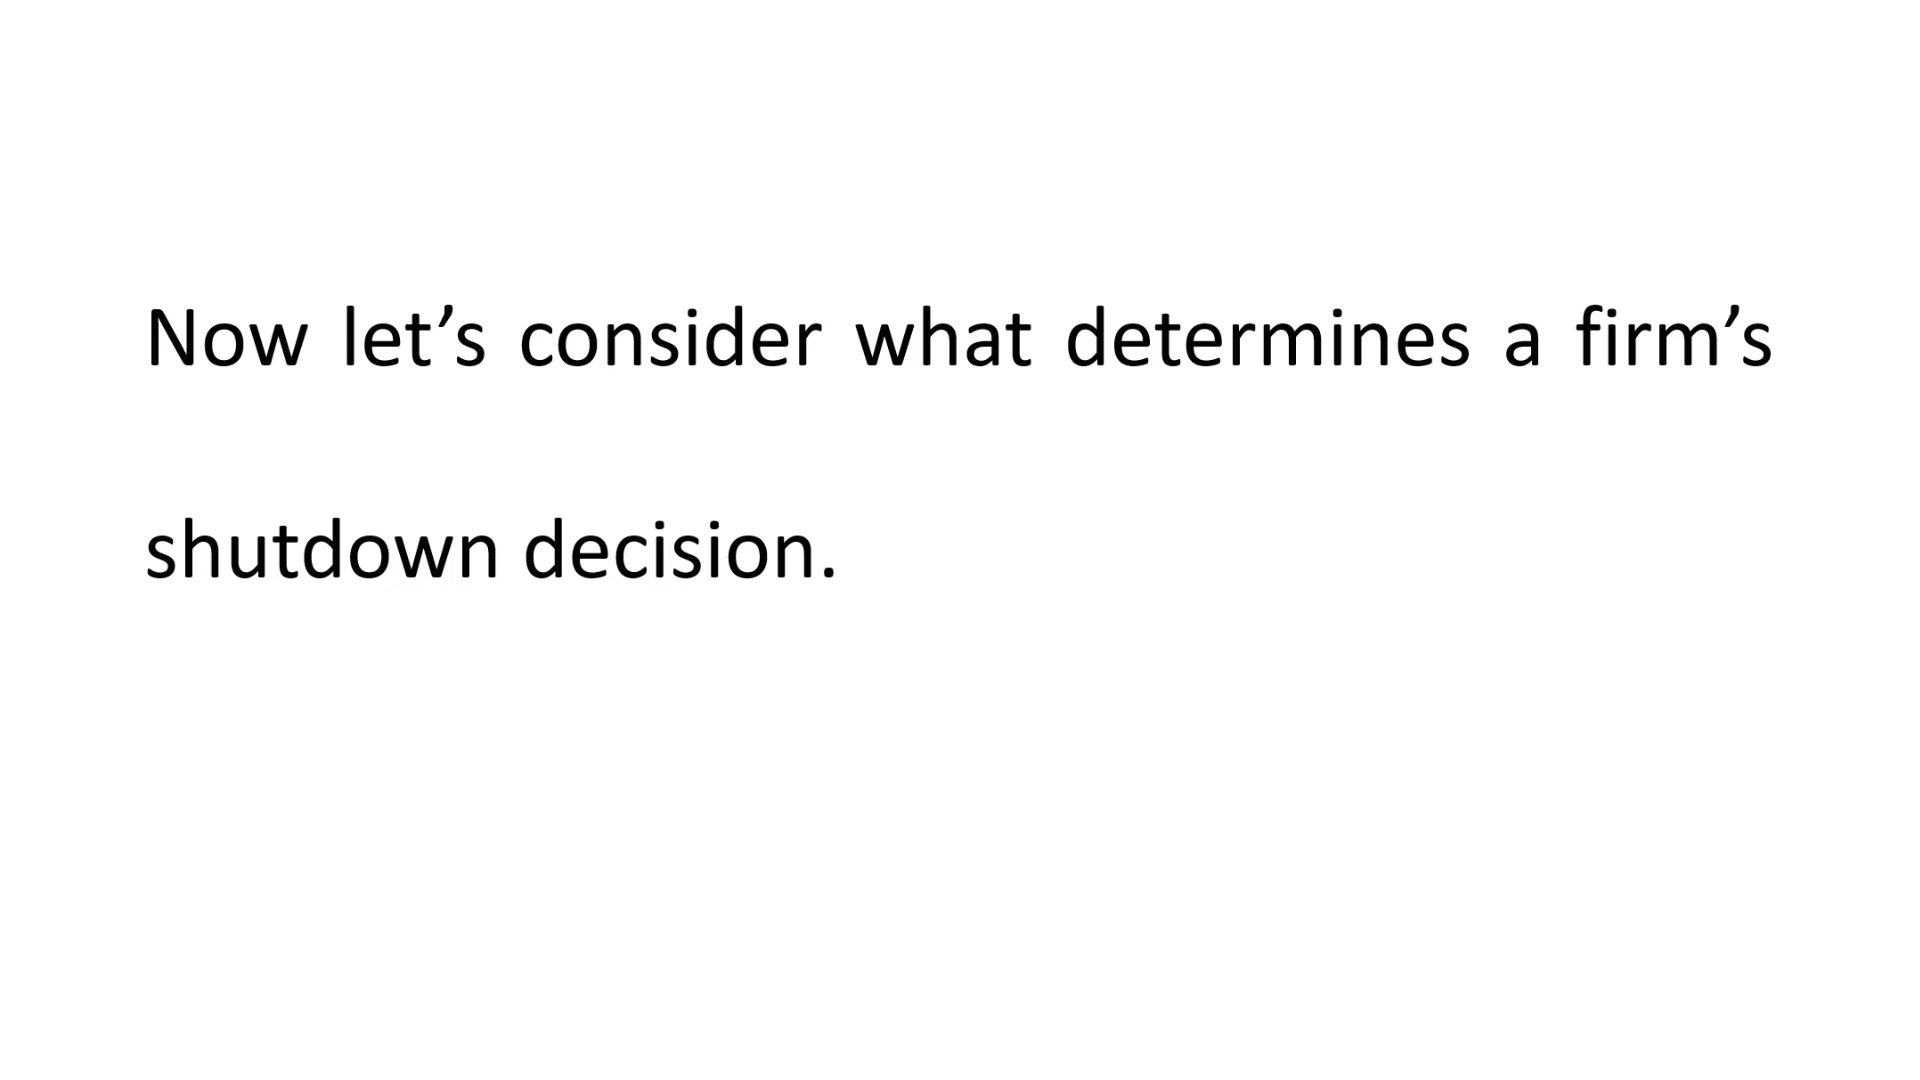 Now let’s consider what determines a firm’s
shutdown decision.